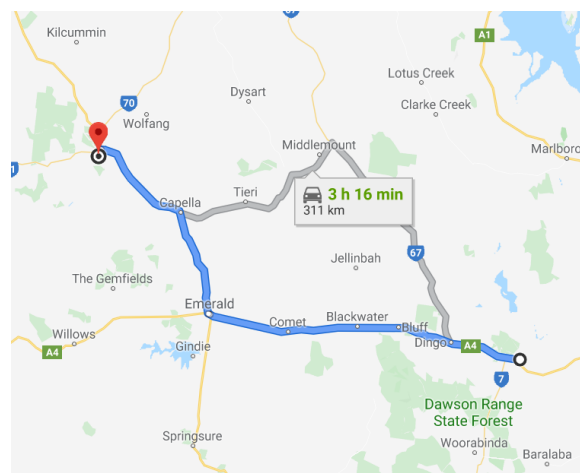 Kilcummin
A1
Lotus Creek
70
Dysart
Clarke Creek
Wolfang
Middlemount
Marlboro
Tieri
3 h 16 min
311 km
Capella
67
Jellinbah
The Gemfields
Emerald
Blackwater
Comet
Bluff
Willows
A4
Gindie
Dingo
A4
7
Dawson Range
State Forest
Springsure
Woorabinda
Baralaba